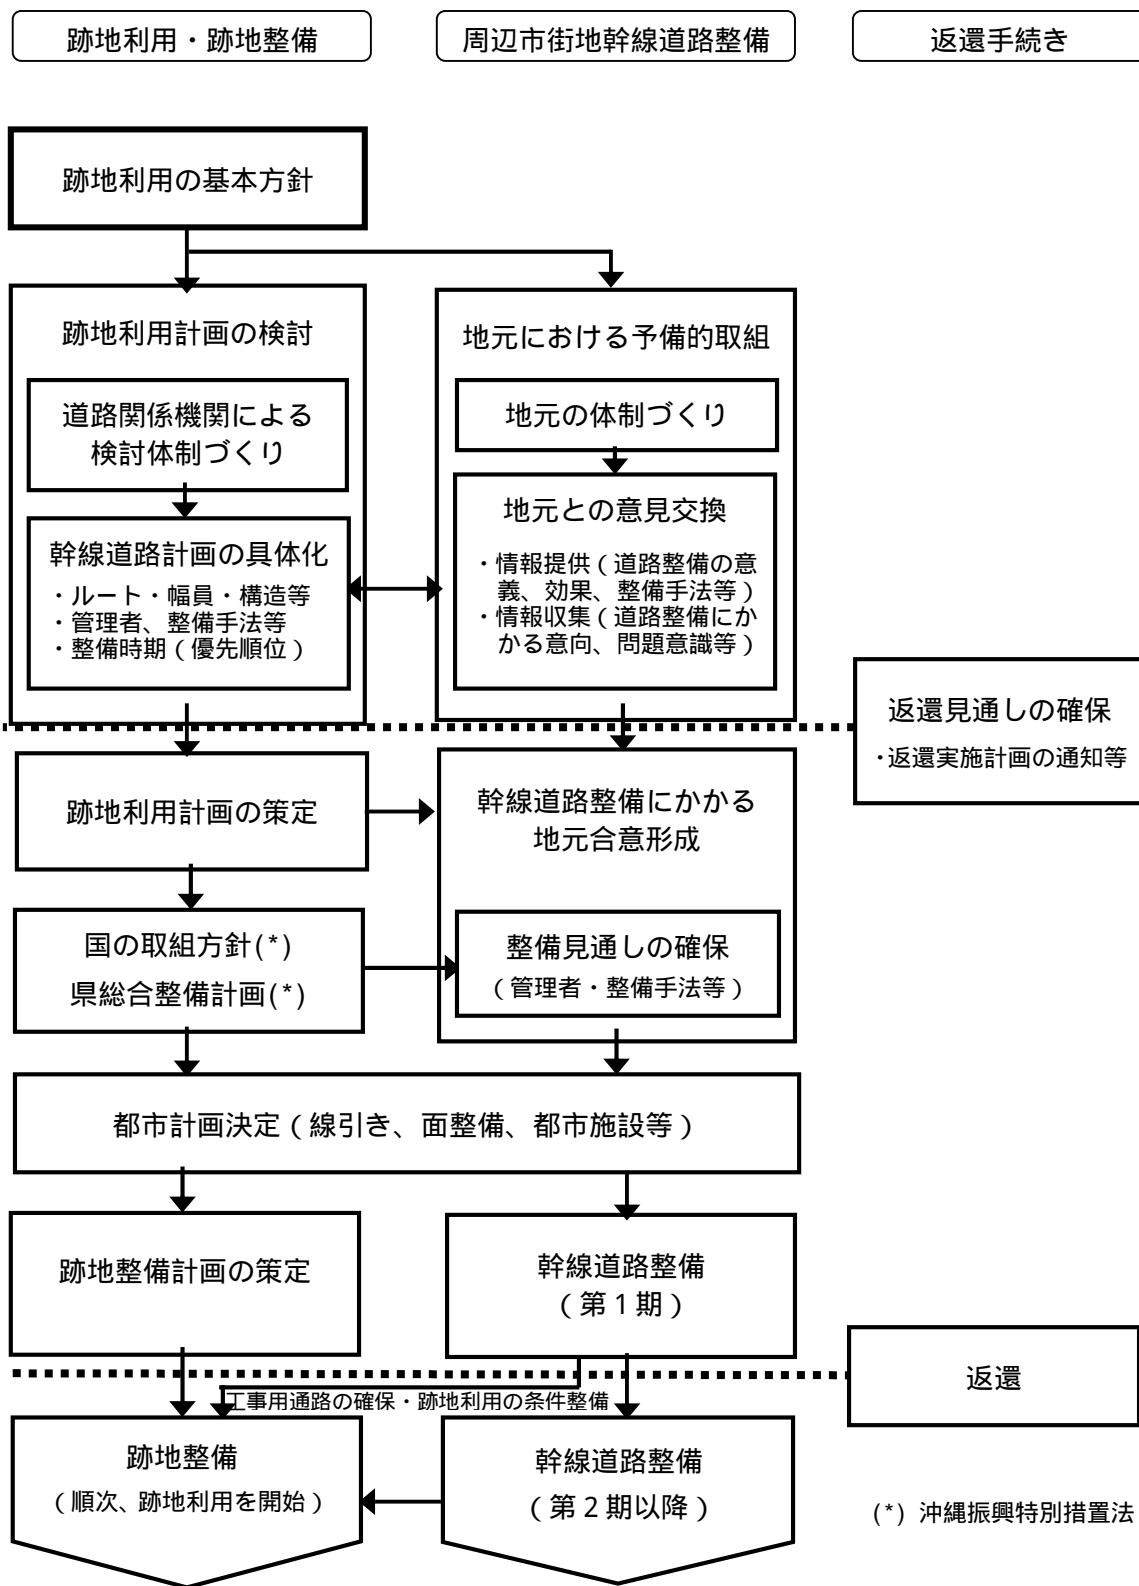 跡地利用・跡地整備
周辺市街地幹線道路整備
返還手続き
跡地利用の基本方針
跡地利用計画の検討
道路関係機関による
検討体制づくり
幹線道路計画の具体化
・ルート・幅員・構造等
・管理者、整備手法等
・整備時期（優先順位）
地元における予備的取組
地元の体制づくり
地元との意見交換
・情報提供（道路整備の意
義、効果、整備手法等）
・情報収集（道路整備にか
かる意向、問題意識等）
返還見通しの確保
・返還実施計画の通知等
跡地利用計画の策定
幹線道路整備にかかる
地元合意形成
国の取組方針(*)
県総合整備計画(*)
整備見通しの確保
（管理者・整備手法等）
都市計画決定（線引き、面整備、都市施設等）
跡地整備計画の策定
幹線道路整備
（第１期）
返還
工事用通路の確保・跡地利用の条件整備
跡地整備
（順次、跡地利用を開始）
幹線道路整備
（第２期以降）
(*) 沖縄振興特別措置法